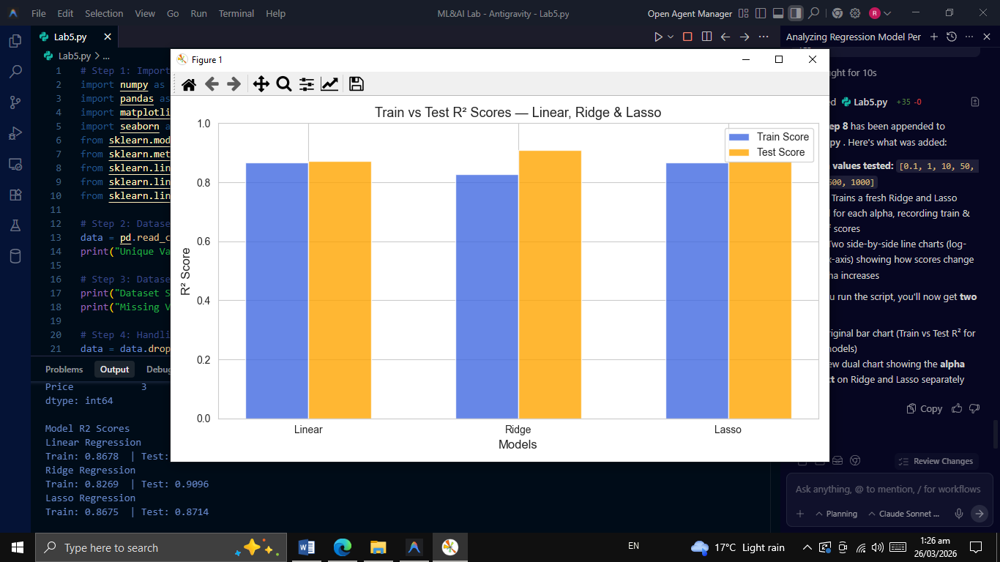 File Edit Selection View Go Run Terminal Help
ML&AI Lab - Antigravity - Lab5.py
Open Agent Manager
R
Lab5.py
Analyzing Regression Model Per
Lab5.py > ...
1 # Step 1: Import
2 import numpy as
3 import pandas as
4 import matplotli
5 import seaborn a
6 from sklearn.mod
7 from sklearn.met
8 from sklearn.lin
9 from sklearn.lin
10 from sklearn.lin
11
12 # Step 2: Datase
13 data = pd.read_c
14 print("Unique Va
15
16 # Step 3: Datase
17 print("Dataset S
18 print("Missing V
19
20 # Step 4: Handli
21 data = data.drop
Figure 1
Train vs Test R² Scores — Linear, Ridge & Lasso
Train Score
Test Score
1.0
0.8
0.6
0.4
0.2
0.0
R² Score
Linear Ridge Lasso
Models
Problems Output Debug
Price 3
dtype: int64
Model R2 Scores
Linear Regression
Train: 0.8678 | Test:
Ridge Regression
Train: 0.8269 | Test: 0.9096
Lasso Regression
Train: 0.8675 | Test: 0.8714
ght for 10s
d Lab5.py +35 -0
ep 8 has been appended to
py . Here's what was added:
values tested: [0.1, 1, 10, 50,
500, 1000]
Trains a fresh Ridge and Lasso
for each alpha, recording train &
scores
Two side-by-side line charts (log-
x-axis) showing how scores change
na increases
u run the script, you'll now get two
riginal bar chart (Train vs Test R² for
odels)
ew dual chart showing the alpha
ct on Ridge and Lasso separately
Copy
Review Changes
Ask anything, @ to mention, / for workflows
Planning Claude Sonnet ...
Type here to search
EN
17°C Light rain
1:26 am
26/03/2026